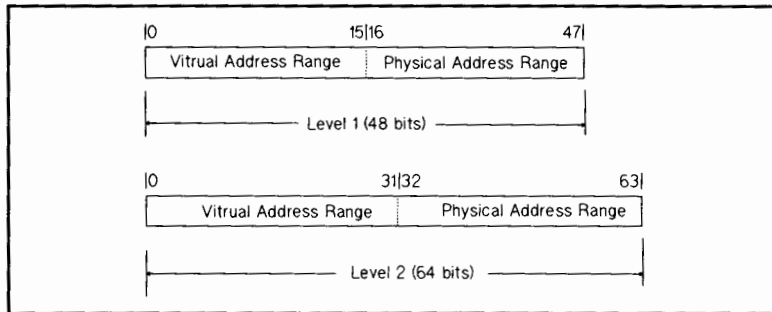 |0 15|16 47|
Vitrual Address Range Physical Address Range
Level 1 (48 bits)
|0 31|32 63|
Vitrual Address Range Physical Address Range
Level 2 (64 bits)